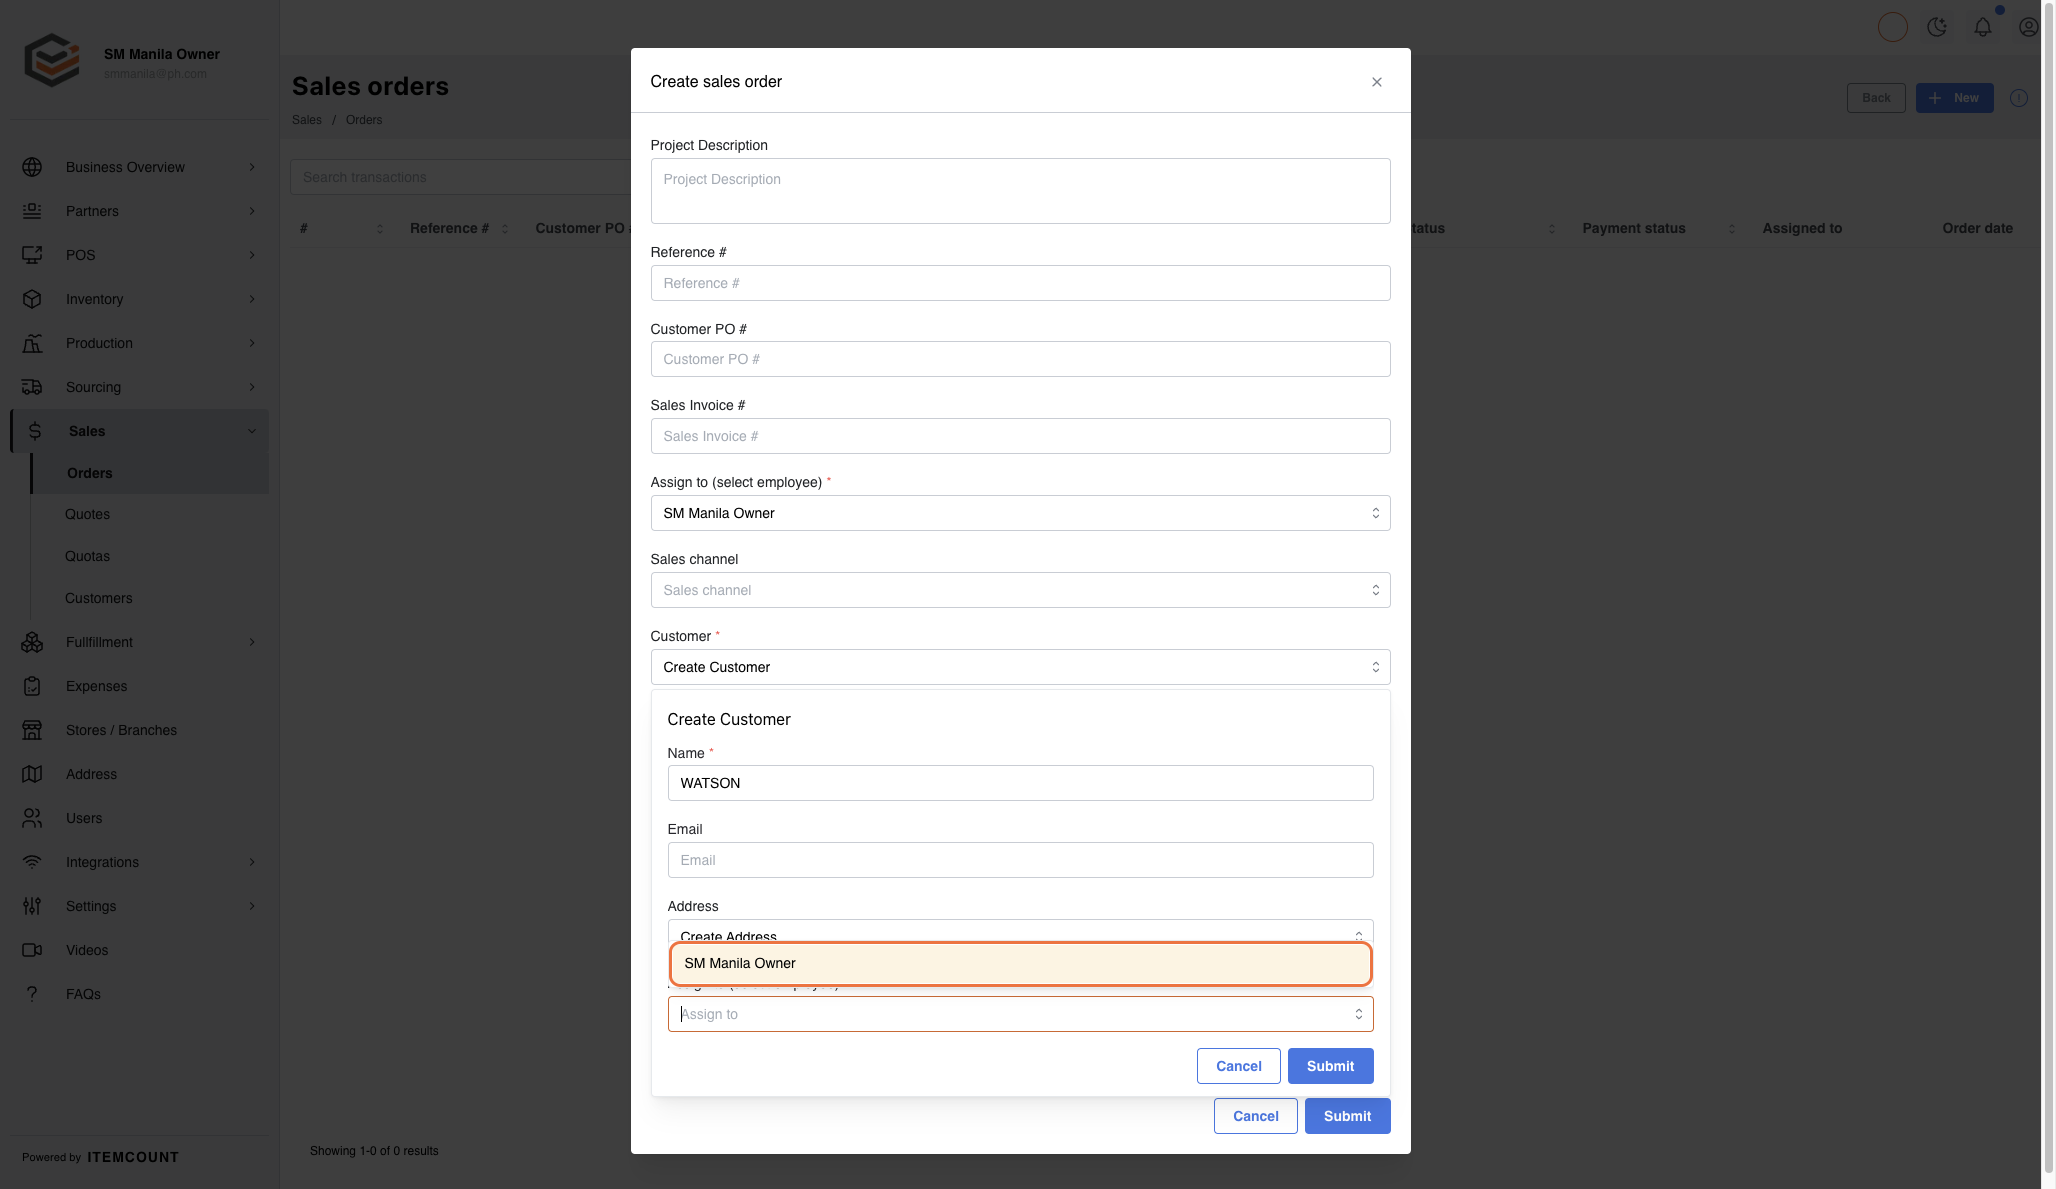 SM Manila Owner
smmanila@ph.com
Business Overview
Partners
POS
Inventory
Production
Sourcing
Sales
Orders
Quotes
Quotas
Customers
Fullfillment
Expenses
Stores / Branches
Address
Users
Integrations
Settings
Videos
FAQs
Powered by ITEMCOUNT
Sales orders
Sales / Orders
Back
+ New
Search transactions
# Reference # Customer PO tatus Payment status Assigned to Order date
Showing 1-0 of 0 results
Create sales order
Project Description
Project Description
Reference #
Reference #
Customer PO #
Customer PO #
Sales Invoice #
Sales Invoice #
Assign to (select employee) *
SM Manila Owner
Sales channel
Sales channel
Customer *
Create Customer
Create Customer
Name *
WATSON
Email
Email
Address
Create Address
SM Manila Owner
Assign to
Cancel Submit
Cancel Submit